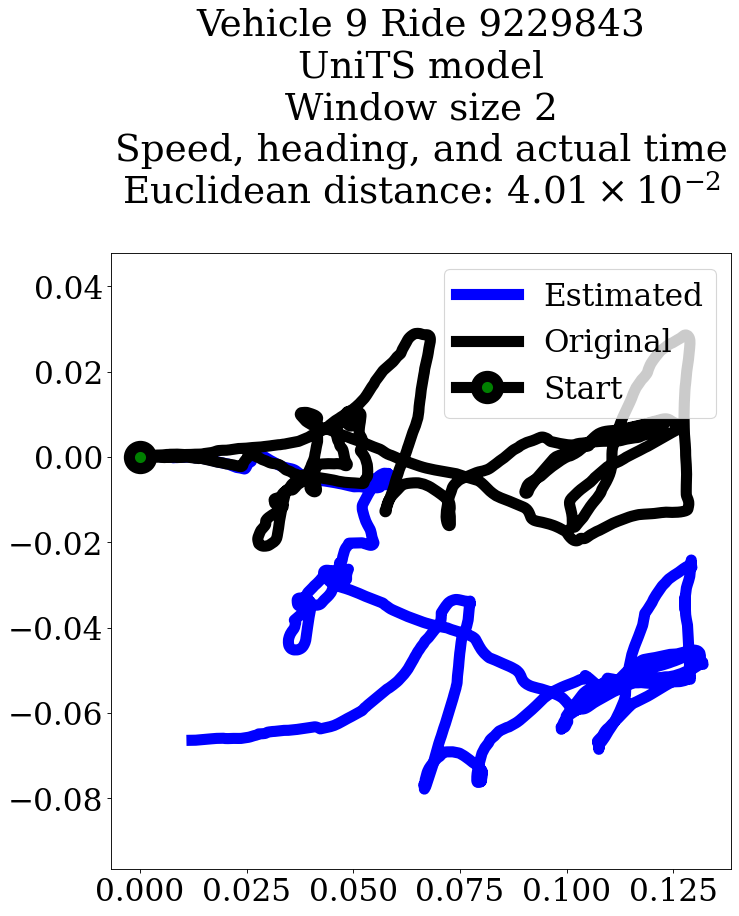 Vehicle 9 Ride 9229843
UniTS model
Window size 2
Speed, heading, and actual time
Euclidean distance: 4.01 × 10⁻²
Estimated
Original
Start
0.04
0.02
0.00
−0.02
−0.04
−0.06
−0.08
0.000 0.025 0.050 0.075 0.100 0.125